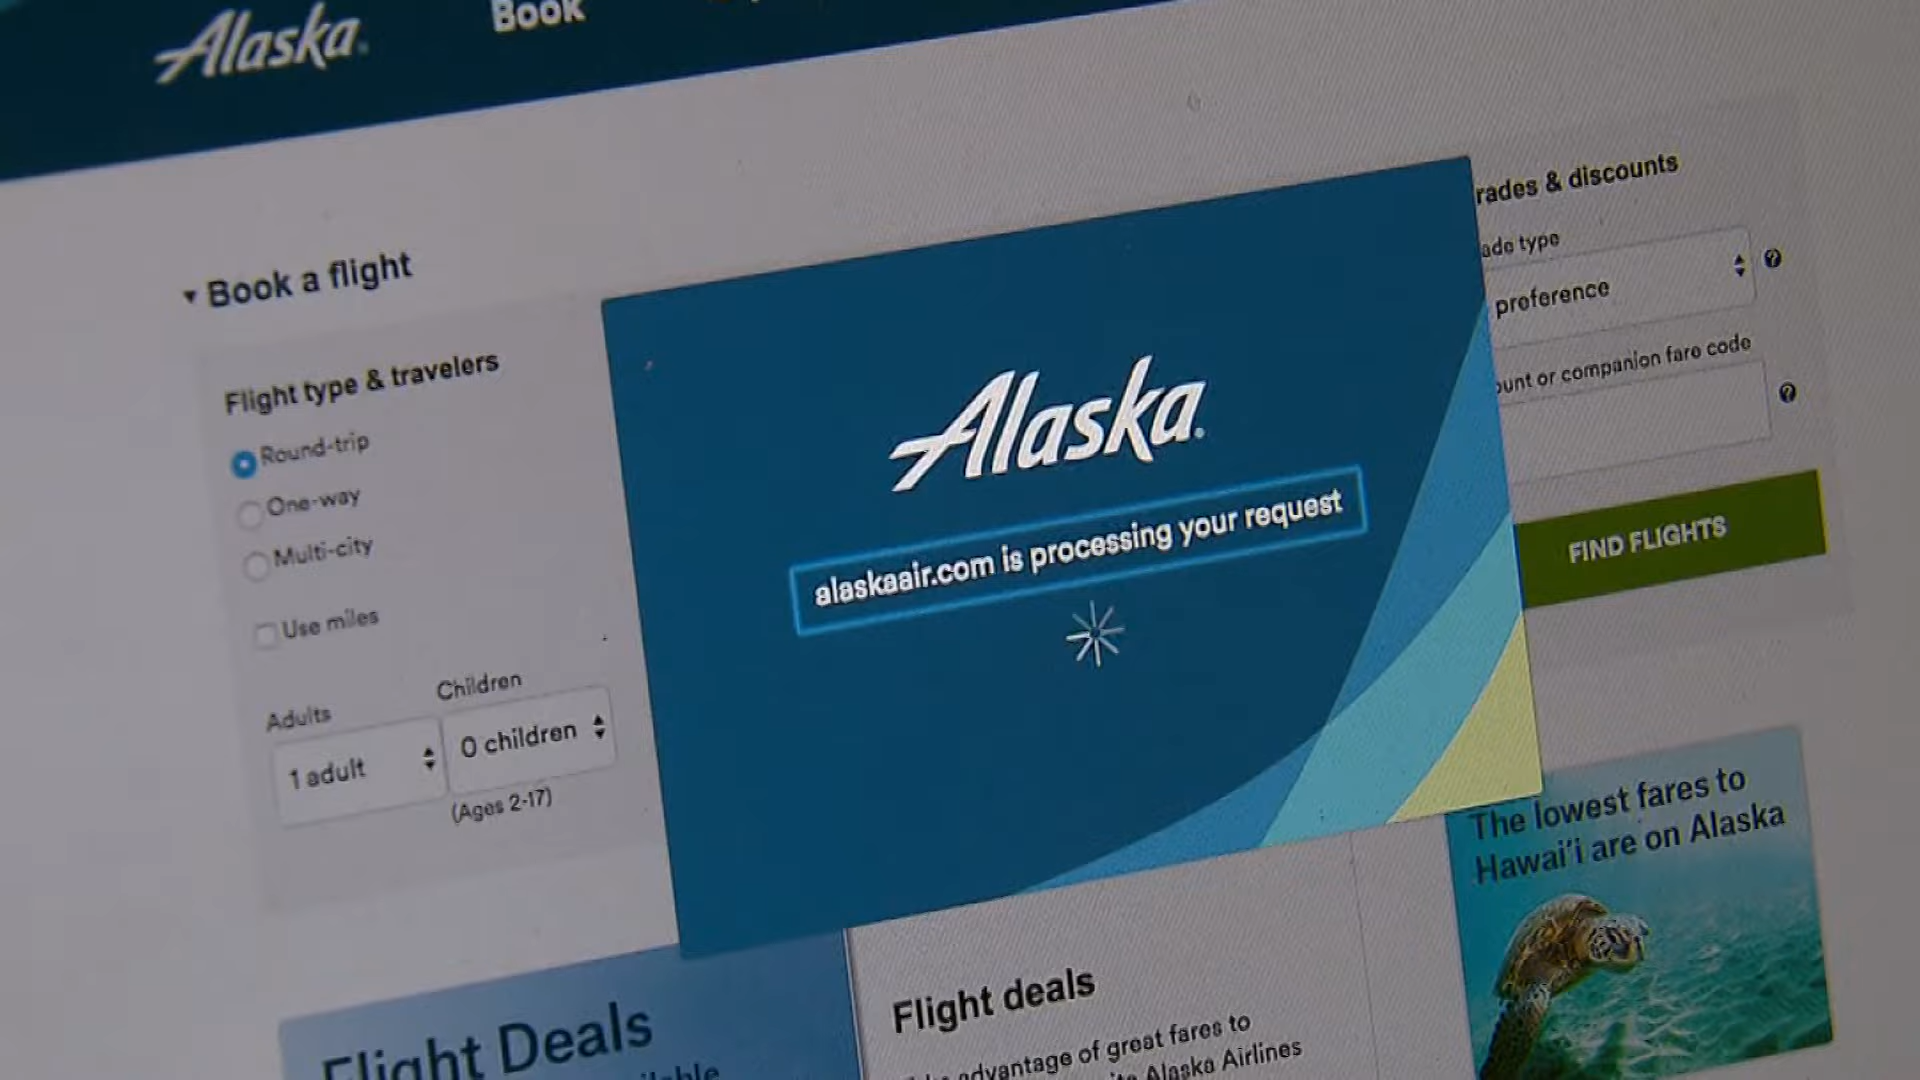 Alaska
Book
Book a flight
Flight type & travelers
Round-trip
One-way
Multi-city
Use miles
Adults
Children
1 adult
0 children
(Ages 2-17)
Alaska
alaskaair.com is processing your request
& discounts
type
preference
or companion fare code
FIND FLIGHTS
The lowest fares to
Hawai'i are on Alaska
Flight Deals
Flight deals
advantage of great fares to
Alaska Airlines